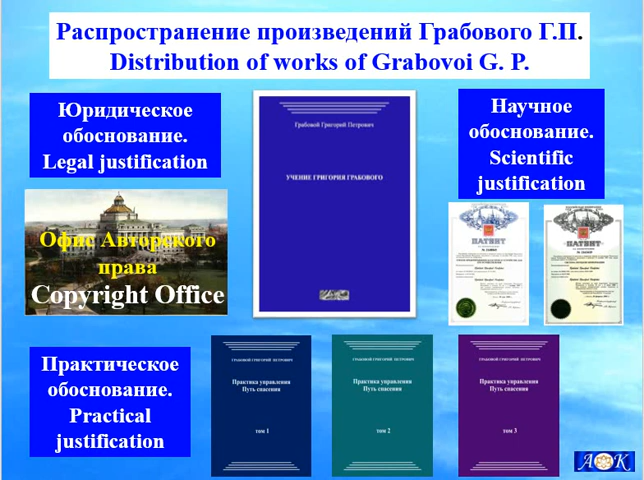 Распространение произведений Грабового Г.П.
Distribution of works of Grabovoi G. P.
Юридическое
обоснование.
Legal justification
Грабовой Григорий Петрович
УЧЕНИЕ ГРИГОРИЯ ГРАБОВОГО
Научное
обоснование.
Scientific
justification
Офис Авторского
права
Copyright Office
ПАТЕНТ
ПАТЕНТ
Практическое
обоснование.
Practical
justification
ГРАБОВОЙ ГРИГОРИЙ ПЕТРОВИЧ
Практика управления
Путь спасения
том 1
ГРАБОВОЙ ГРИГОРИЙ ПЕТРОВИЧ
Практика управления
Путь спасения
том 2
ГРАБОВОЙ ГРИГОРИЙ ПЕТРОВИЧ
Практика управления
Путь спасения
том 3